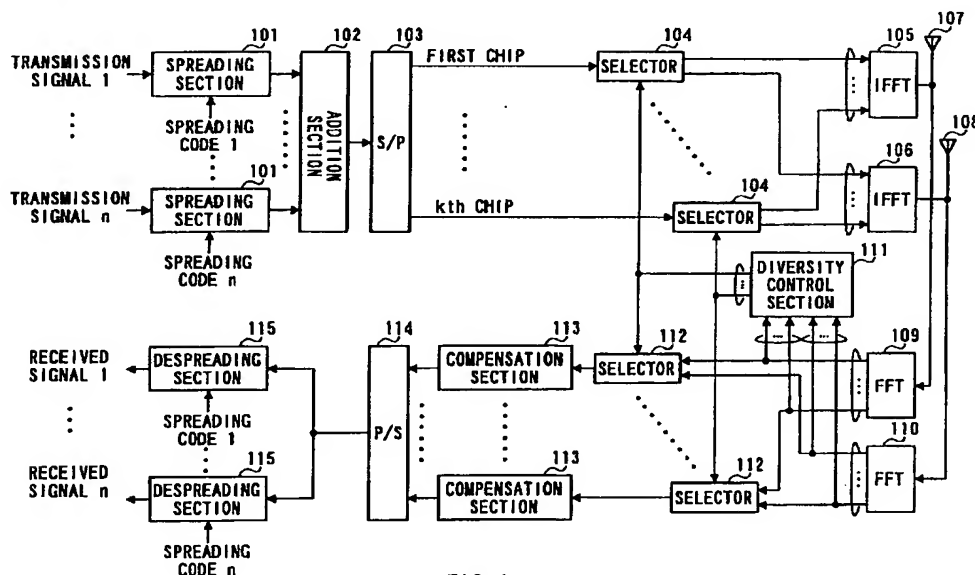 101
102
103
104
105
107
TRANSMISSION
SIGNAL 1
SPREADING
SECTION
ADDITION
SECTION
S/P
FIRST CHIP
SELECTOR
IFFT
SPREADING
CODE 1
108
101
106
TRANSMISSION
SIGNAL n
SPREADING
SECTION
kth CHIP
104
SELECTOR
IFFT
SPREADING
CODE n
111
DIVERSITY
CONTROL
SECTION
115
114
113
112
109
RECEIVED
SIGNAL 1
DESPREADING
SECTION
P/S
COMPENSATION
SECTION
SELECTOR
FFT
SPREADING
CODE 1
110
115
113
112
RECEIVED
SIGNAL n
DESPREADING
SECTION
COMPENSATION
SECTION
SELECTOR
FFT
SPREADING
CODE n